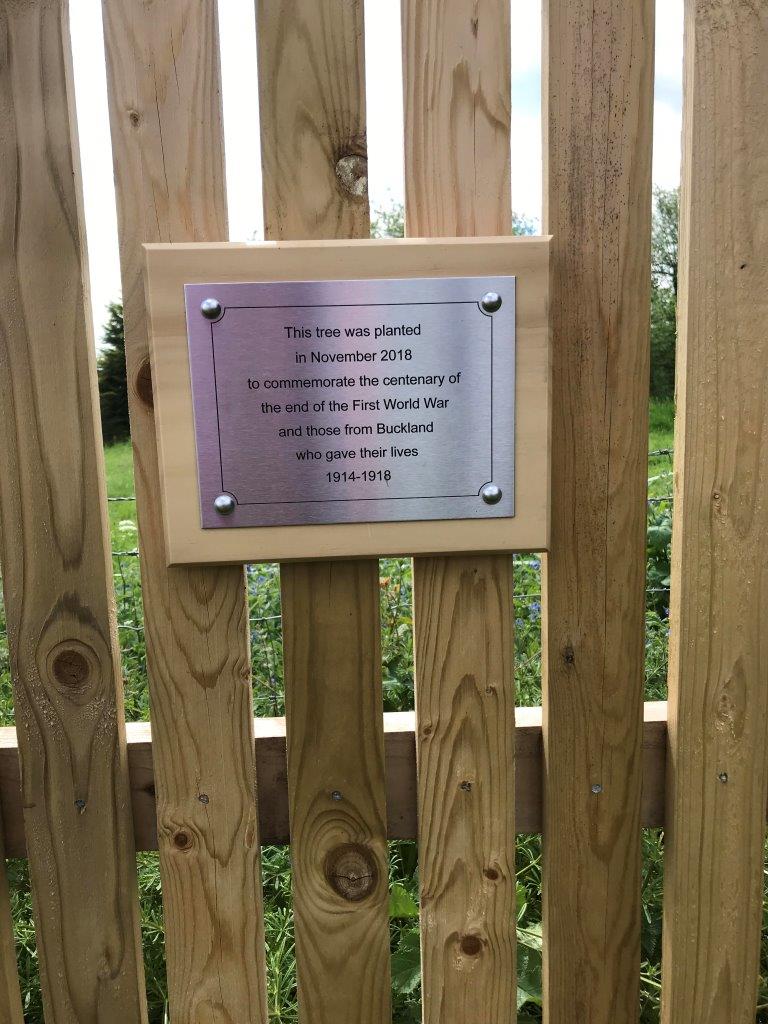 This tree was planted
in November 2018
to commemorate the centenary of
the end of the First World War
and those from Buckland
who gave their lives
1914-1918